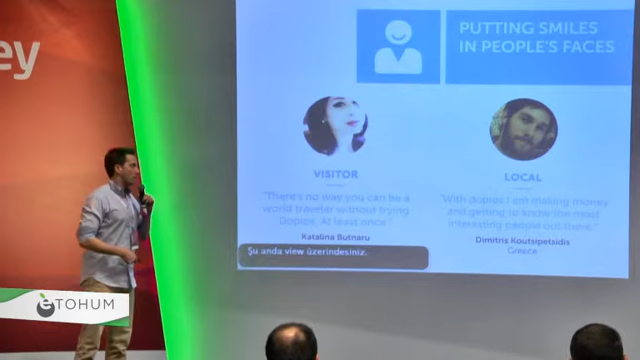 ey
PUTTING SMILES
IN PEOPLE'S FACES
VISITOR
"There's no way you can be a
world traveler without trying
Dopios. At least once
Katalina Butnaru
LOCAL
"With dopios I am making money
and getting to know the most
interesting people out there."
Dimitris Koutsipetsidis
Greece
Şu anda view üzerindesiniz.
eTOHUM